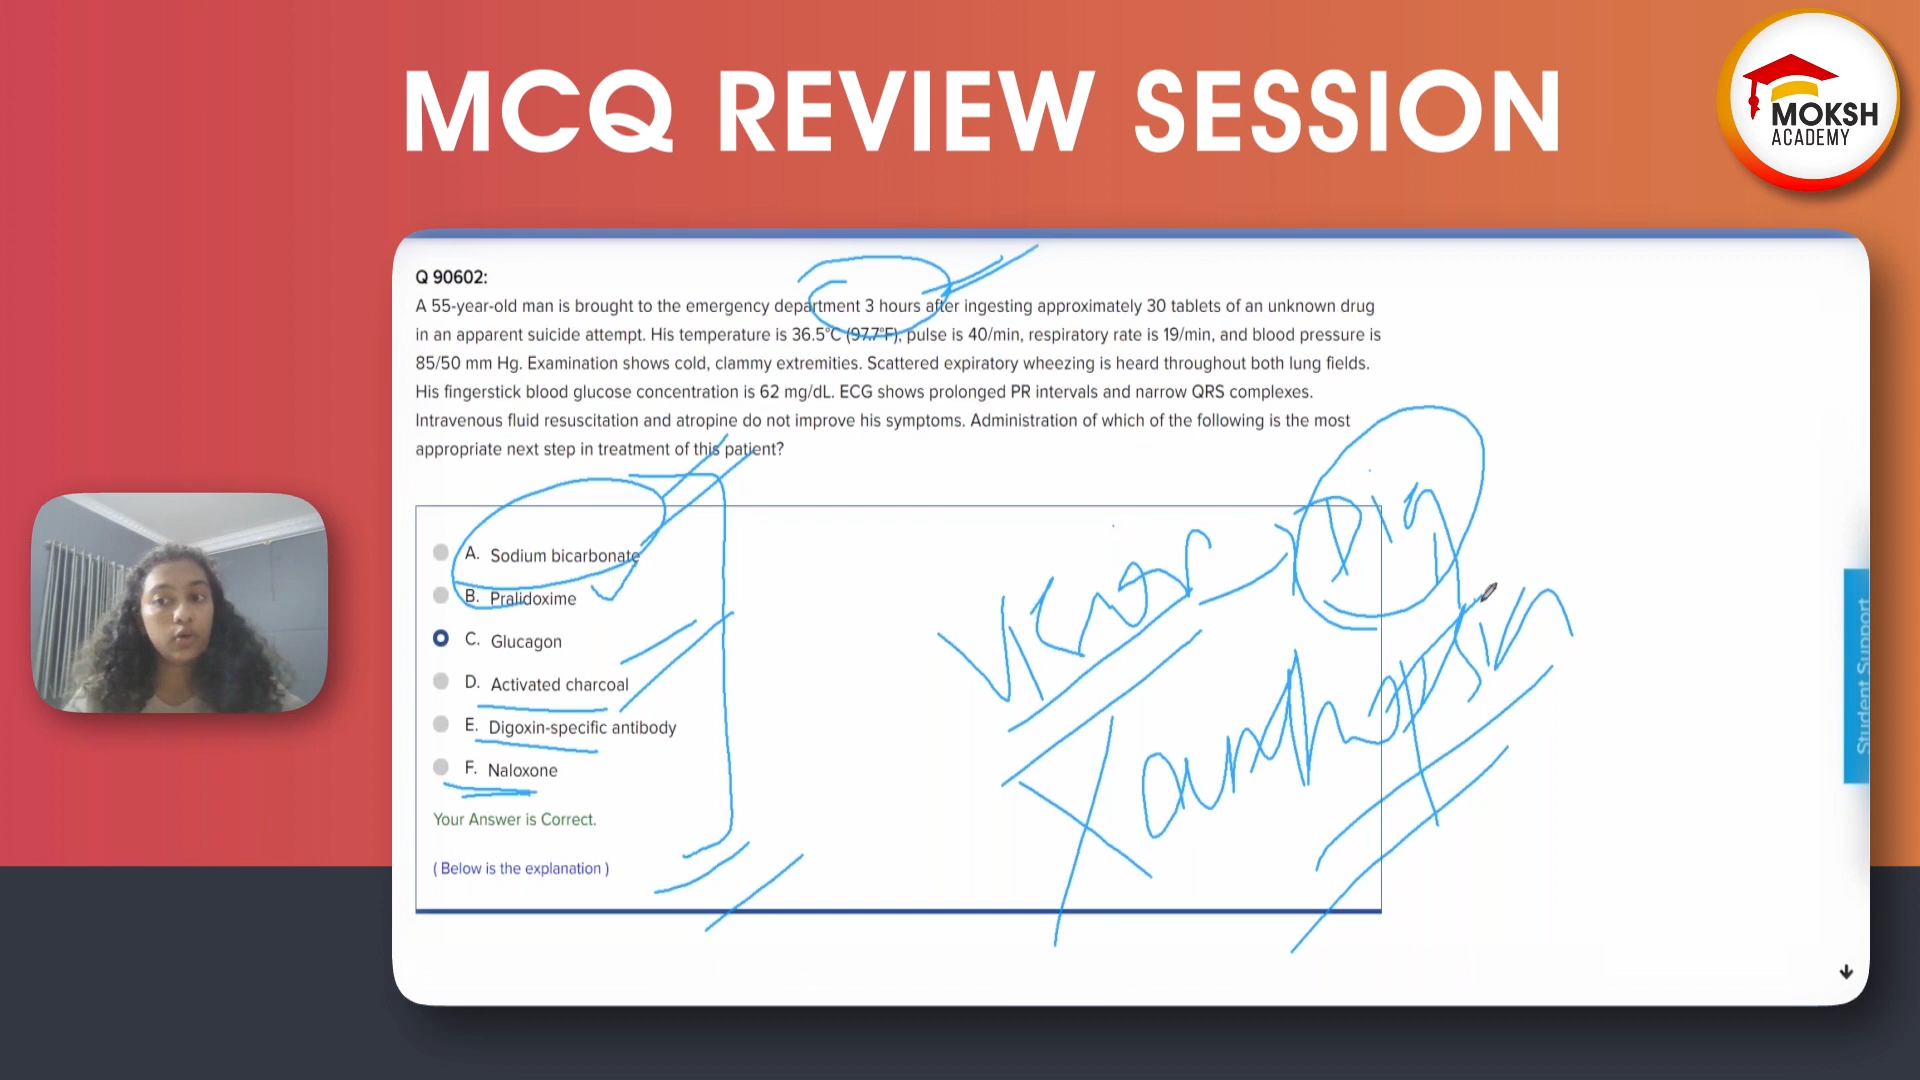 MCQ REVIEW SESSION
MOKSH
ACADEMY
Q 90602:
A 55-year-old man is brought to the emergency department 3 hours after ingesting approximately 30 tablets of an unknown drug
in an apparent suicide attempt. His temperature is 36.5°C (97.7°F), pulse is 40/min, respiratory rate is 19/min, and blood pressure is
85/50 mm Hg. Examination shows cold, clammy extremities. Scattered expiratory wheezing is heard throughout both lung fields.
His fingerstick blood glucose concentration is 62 mg/dL. ECG shows prolonged PR intervals and narrow QRS complexes.
Intravenous fluid resuscitation and atropine do not improve his symptoms. Administration of which of the following is the most
appropriate next step in treatment of this patient?
A. Sodium bicarbonate
B. Pralidoxime
C. Glucagon
D. Activated charcoal
E. Digoxin-specific antibody
F. Naloxone
Your Answer is Correct.
( Below is the explanation )
Dig
Student Support